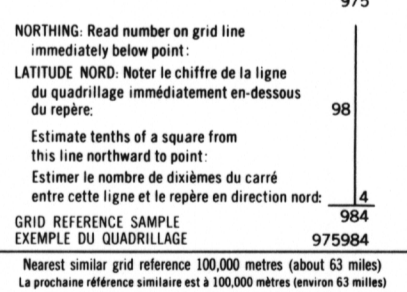 975
NORTHING: Read number on grid line
immediately below point:
LATITUDE NORD: Noter le chiffre de la ligne
du quadrillage immédiatement en-dessous
du repère: 98
Estimate tenths of a square from
this line northward to point:
Estimer le nombre de dixièmes du carré
entre cette ligne et le repère en direction nord: 4
GRID REFERENCE SAMPLE 984
EXEMPLE DU QUADRILLAGE 975984
Nearest similar grid reference 100,000 metres (about 63 miles)
La prochaine référence similaire est à 100,000 mètres (environ 63 milles)